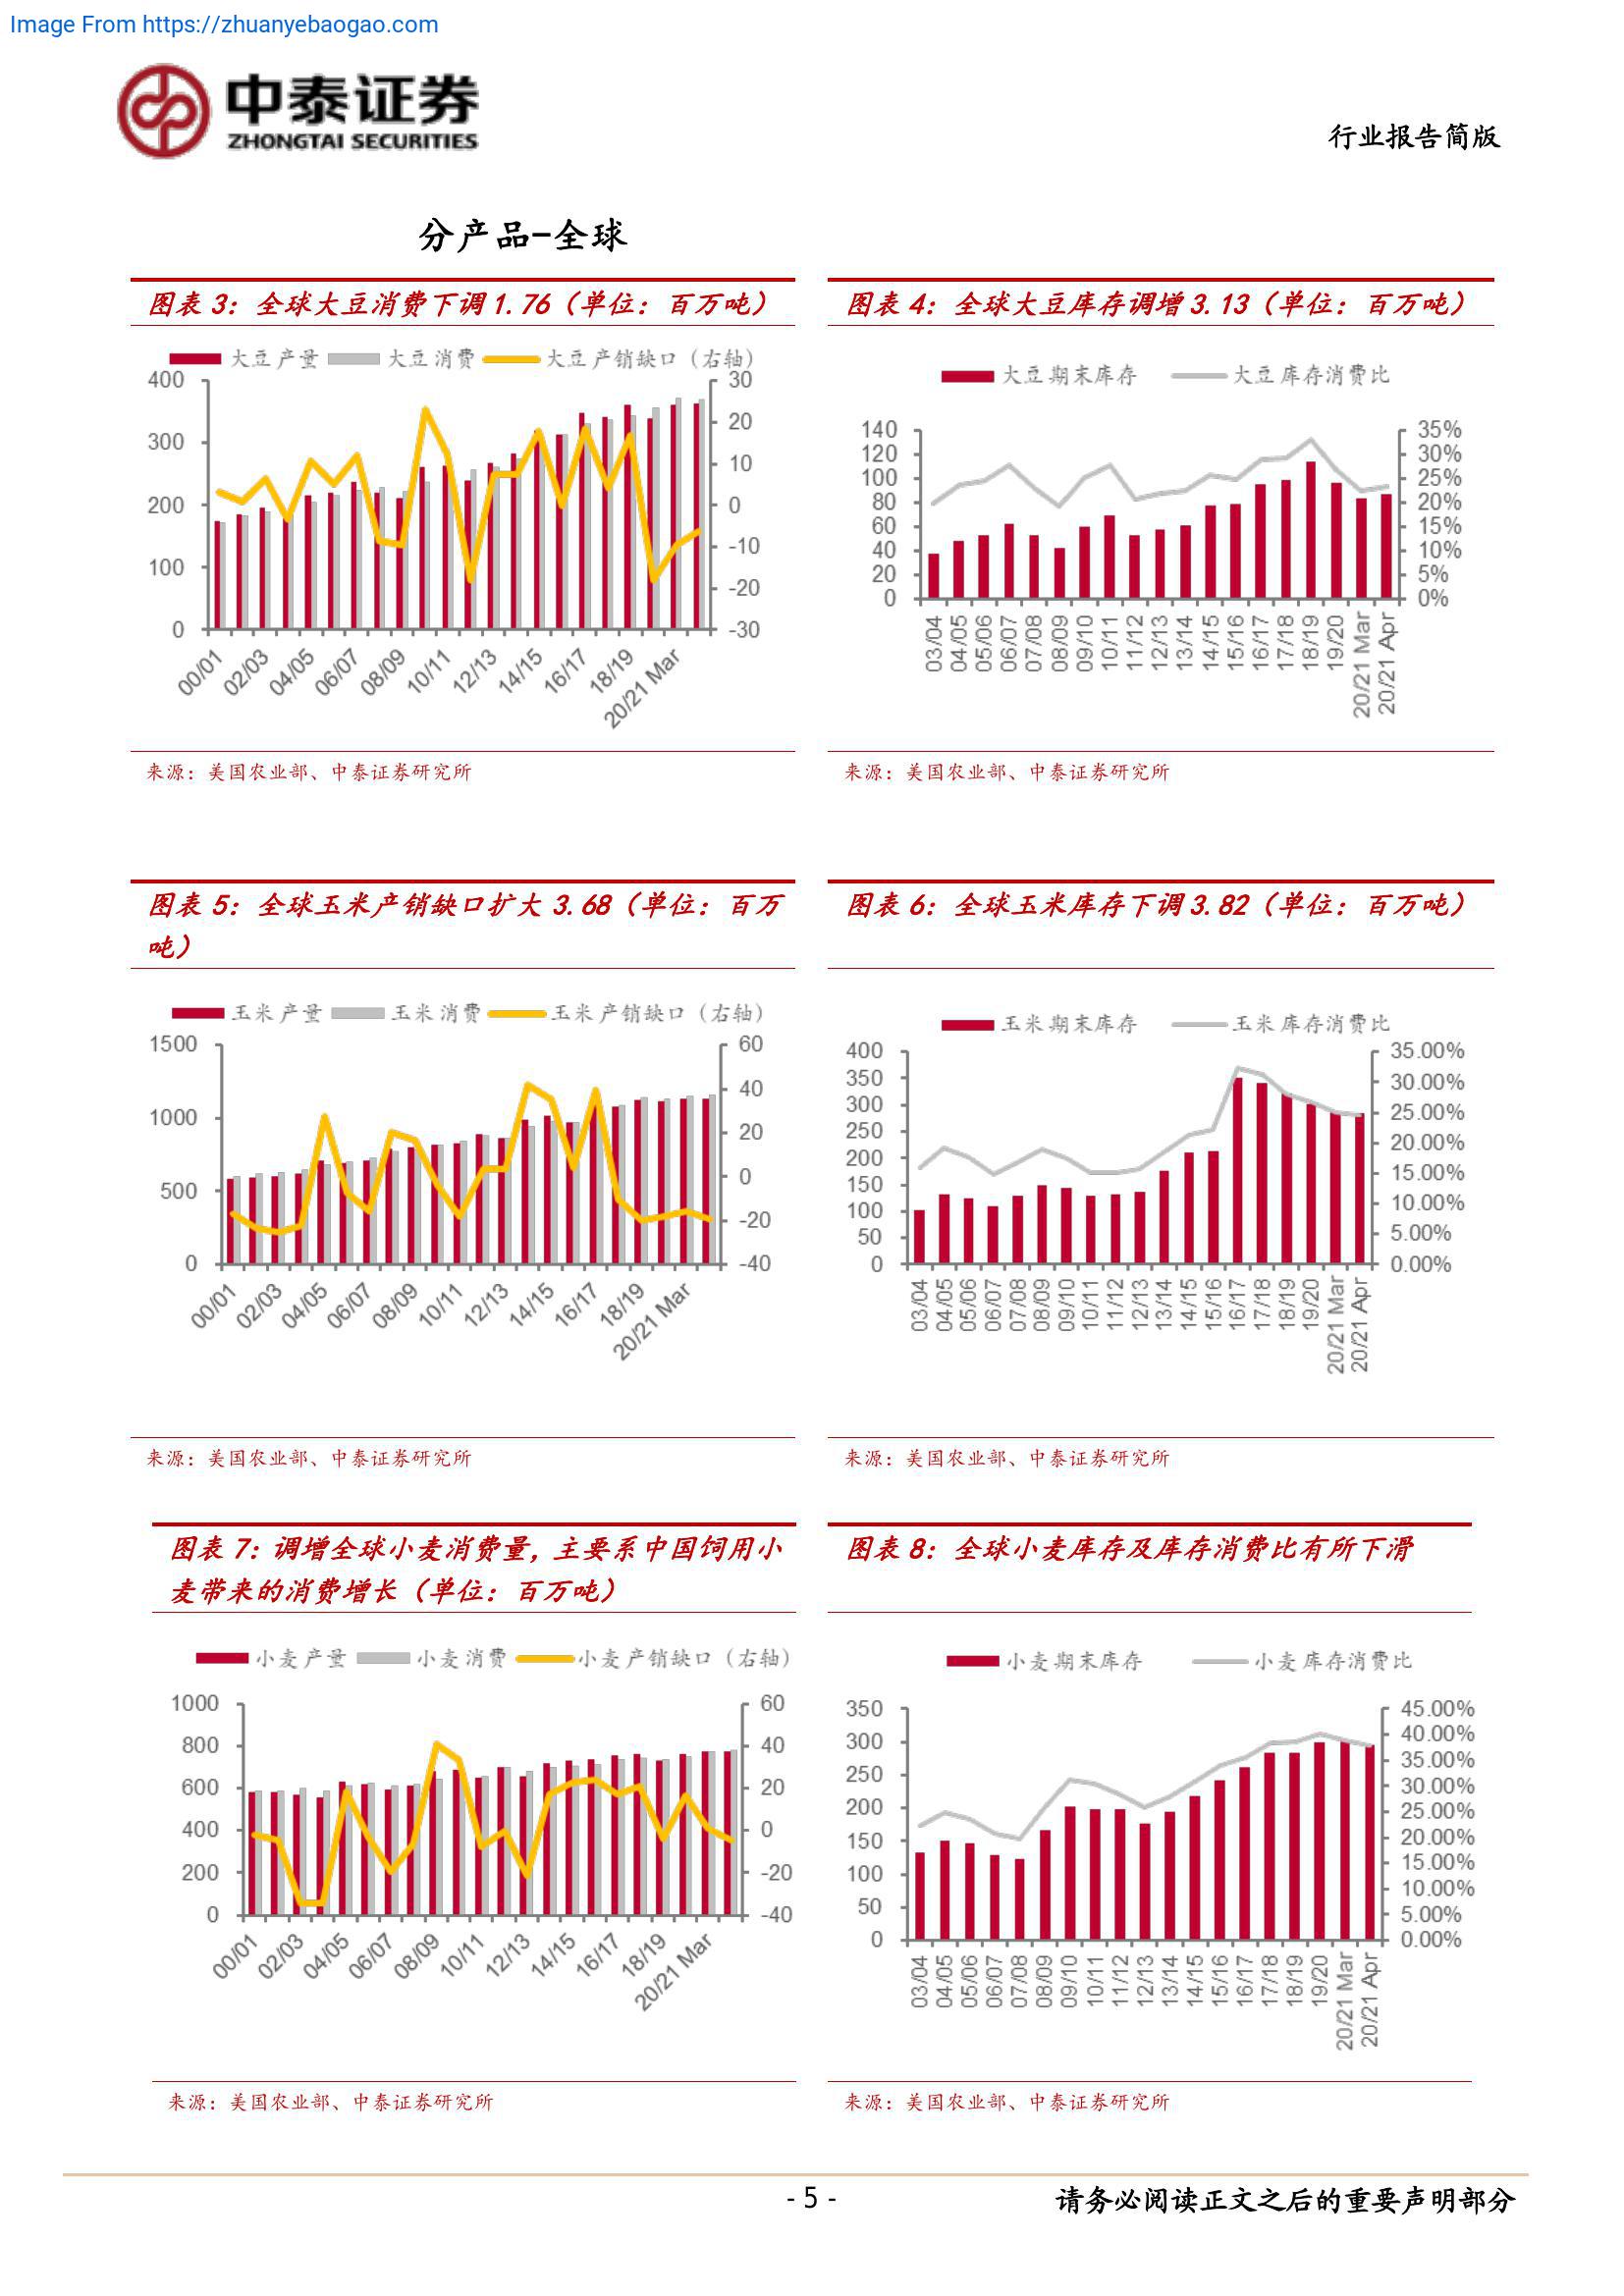 Image From https://zhuanyebaogao.com
中泰证券
ZHONGTAI SECURITIES
行业报告简版
分产品-全球
图表 3：全球大豆消费下调 1.76（单位：百万吨）
大豆产量 大豆消费 大豆产销缺口（右轴）
400 300 200 100 0
30 20 10 0 -10 -20 -30
00/01 02/03 04/05 06/07 08/09 10/11 12/13 14/15 16/17 18/19 20/21 Mar
来源：美国农业部、中泰证券研究所
图表 4：全球大豆库存调增 3.13（单位：百万吨）
大豆期末库存 大豆库存消费比
140 120 100 80 60 40 20 0
35% 30% 25% 20% 15% 10% 5% 0%
03/04 04/05 05/06 06/07 07/08 08/09 09/10 10/11 11/12 12/13 13/14 14/15 15/16 16/17 17/18 18/19 19/20 20/21 Mar 20/21 Apr
来源：美国农业部、中泰证券研究所
图表 5：全球玉米产销缺口扩大 3.68（单位：百万
吨）
玉米产量 玉米消费 玉米产销缺口（右轴）
1500 1000 500 0
60 40 20 0 -20 -40
00/01 02/03 04/05 06/07 08/09 10/11 12/13 14/15 16/17 18/19 20/21 Mar
来源：美国农业部、中泰证券研究所
图表 6：全球玉米库存下调 3.82（单位：百万吨）
玉米期末库存 玉米库存消费比
400 350 300 250 200 150 100 50 0
35.00% 30.00% 25.00% 20.00% 15.00% 10.00% 5.00% 0.00%
03/04 04/05 05/06 06/07 07/08 08/09 09/10 10/11 11/12 12/13 13/14 14/15 15/16 16/17 17/18 18/19 19/20 20/21 Mar 20/21 Apr
来源：美国农业部、中泰证券研究所
图表 7：调增全球小麦消费量，主要系中国饲用小
麦带来的消费增长（单位：百万吨）
小麦产量 小麦消费 小麦产销缺口（右轴）
1000 800 600 400 200 0
60 40 20 0 -20 -40
00/01 02/03 04/05 06/07 08/09 10/11 12/13 14/15 16/17 18/19 20/21 Mar
来源：美国农业部、中泰证券研究所
图表 8：全球小麦库存及库存消费比有所下滑
小麦期末库存 小麦库存消费比
350 300 250 200 150 100 50 0
45.00% 40.00% 35.00% 30.00% 25.00% 20.00% 15.00% 10.00% 5.00% 0.00%
03/04 04/05 05/06 06/07 07/08 08/09 09/10 10/11 11/12 12/13 13/14 14/15 15/16 16/17 17/18 18/19 19/20 20/21 Mar 20/21 Apr
来源：美国农业部、中泰证券研究所
- 5 -
请务必阅读正文之后的重要声明部分